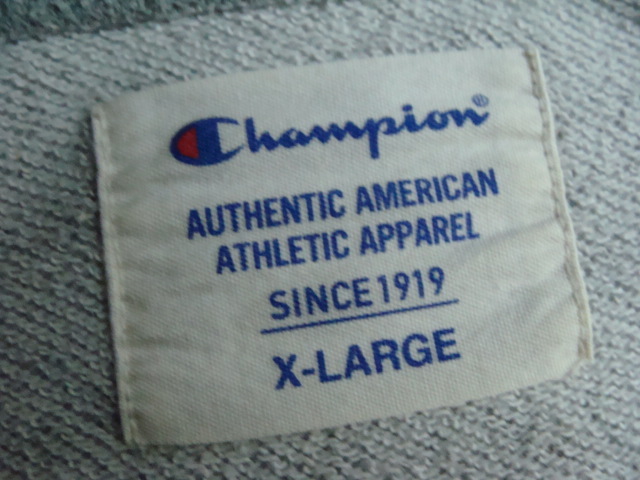 Champion®
AUTHENTIC AMERICAN
ATHLETIC APPAREL
SINCE 1919
X-LARGE